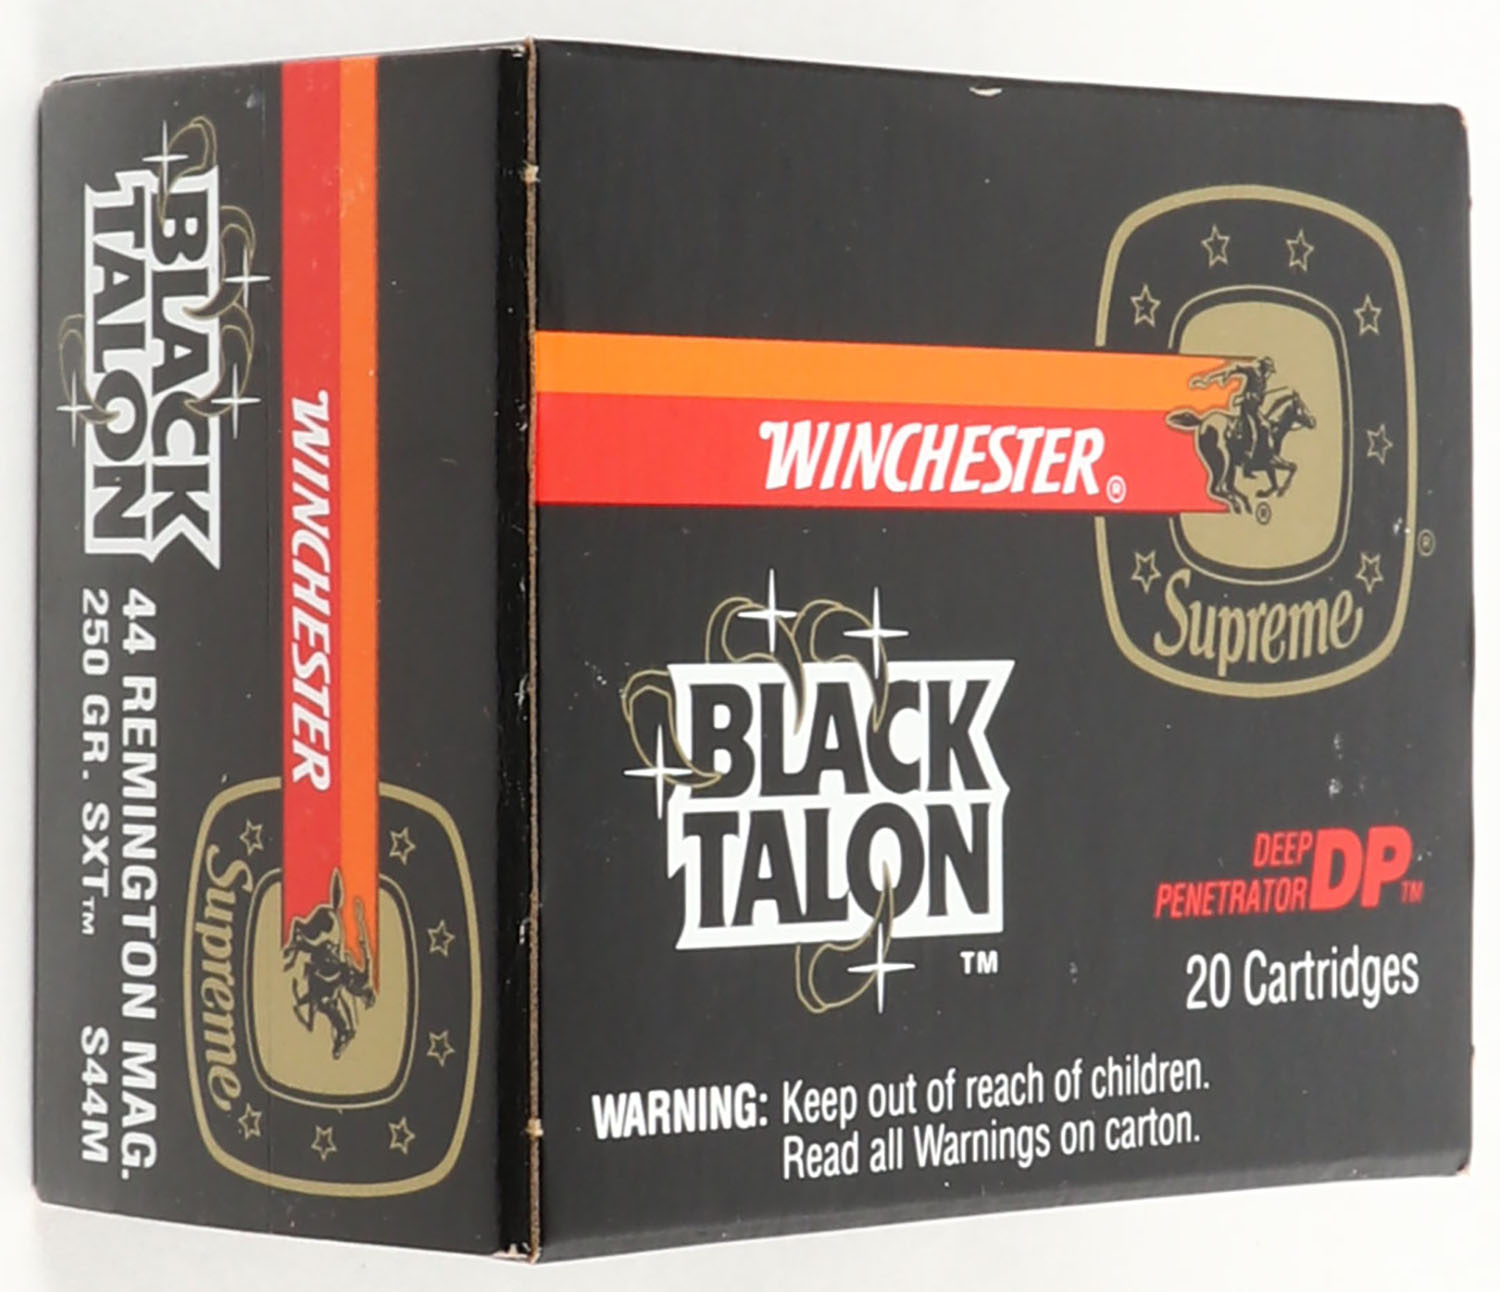 BLACK
TALON
44 REMINGTON MAG.
250 GR. SXT™ S44M
WINCHESTER
Supreme
WINCHESTER®
®
Supreme
®
BLACK
TALON
™
DEEP
PENETRATOR DP™
20 Cartridges
WARNING: Keep out of reach of children.
Read all Warnings on carton.